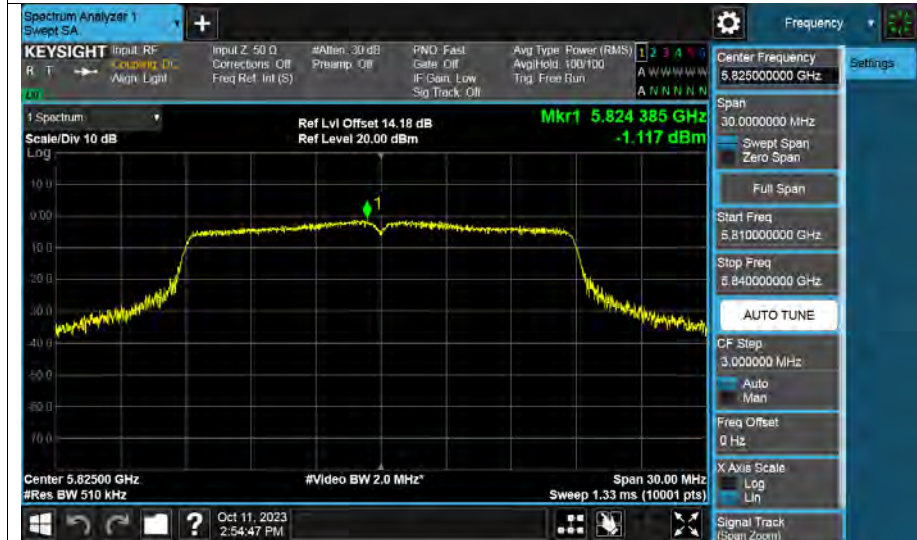 Spectrum Analyzer 1
Swept SA
+
Frequency
KEYSIGHT
R T
Input: RF
Coupling: DC
Align: Light
Input Z: 50 Ω
Corrections: Off
Freq Ref: Int (S)
#Atten: 30 dB
Preamp: Off
PNO: Fast
Gate: Off
IF Gain: Low
Sig Track: Off
Avg Type: Power (RMS)
Avg|Hold: 100/100
Trig: Free Run
1 2 3 4 5 6
A W W W W W
A N N N N N
Center Frequency
5.825000000 GHz
Settings
Span
30.0000000 MHz
Swept Span
Zero Span
Full Span
Start Freq
5.810000000 GHz
Stop Freq
5.840000000 GHz
AUTO TUNE
CF Step
3.000000 MHz
Auto
Man
Freq Offset
0 Hz
X Axis Scale
Log
Lin
Signal Track
(Span Zoom)
1 Spectrum
Scale/Div 10 dB
Ref Lvl Offset 14.18 dB
Ref Level 20.00 dBm
Mkr1 5.824 385 GHz
-1.117 dBm
Log
10.0
0.00
-10.0
-20.0
-30.0
-40.0
-50.0
-60.0
-70.0
1
Center 5.82500 GHz
#Res BW 510 kHz
#Video BW 2.0 MHz*
Span 30.00 MHz
Sweep 1.33 ms (10001 pts)
?
Oct 11, 2023
2:54:47 PM